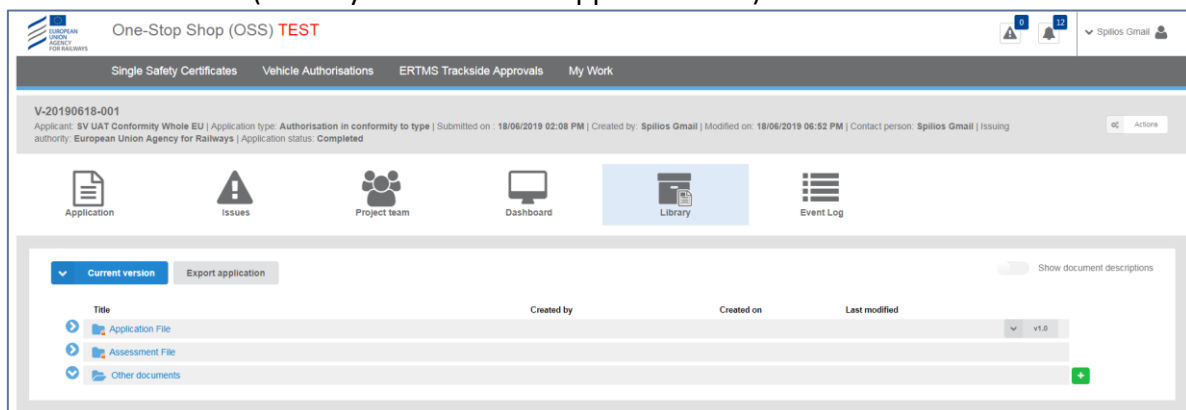 One-Stop Shop (OSS) TEST
EUROPEAN
UNION
AGENCY
FOR RAILWAYS
0
12
Spilios Gmail
Single Safety Certificates Vehicle Authorisations ERTMS Trackside Approvals My Work
V-20190618-001
Applicant: SV UAT Conformity Whole EU | Application type: Authorisation in conformity to type | Submitted on : 18/06/2019 02:08 PM | Created by: Spilios Gmail | Modified on: 18/06/2019 06:52 PM | Contact person: Spilios Gmail | Issuing
authority: European Union Agency for Railways | Application status: Completed
Actions
Application Issues Project team Dashboard Library Event Log
Current version Export application Show document descriptions
Title Created by Created on Last modified
Application File v1.0
Assessment File
Other documents